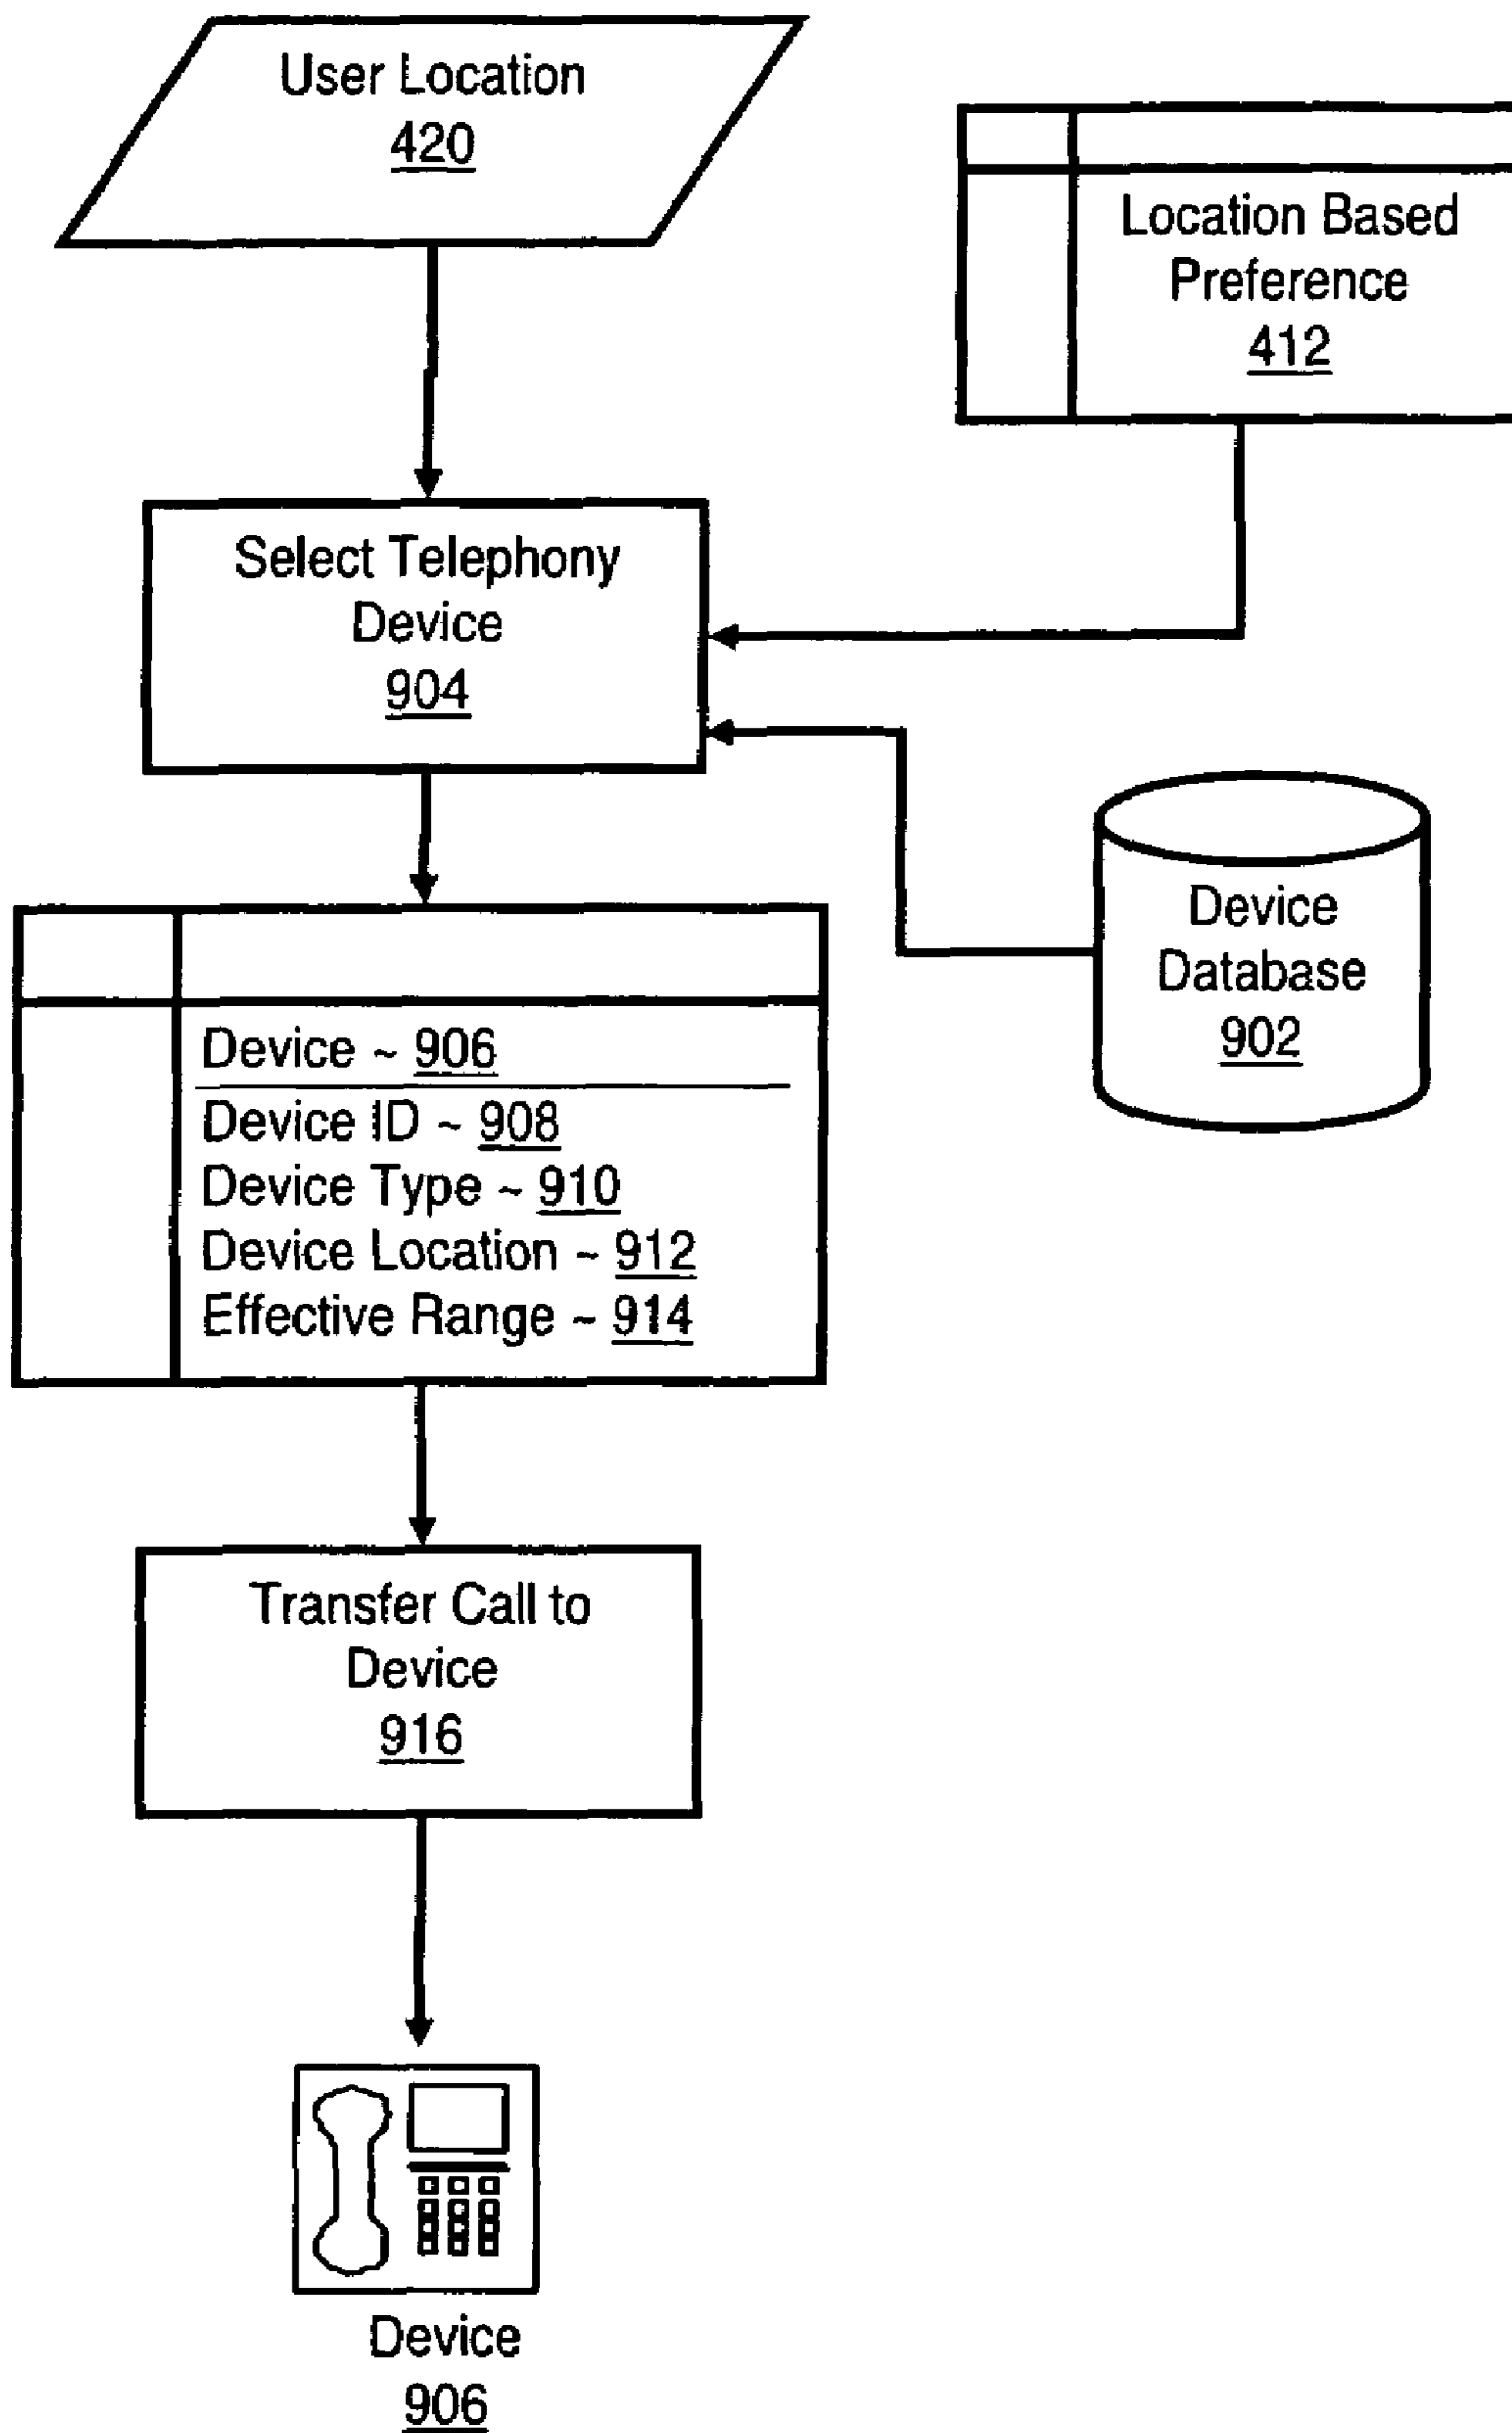 User Location
420
Location Based
Preference
412
Select Telephony
Device
904
Device
Database
902
Device ~ 906
Device ID ~ 908
Device Type ~ 910
Device Location ~ 912
Effective Range ~ 914
Transfer Call to
Device
916
Device
906